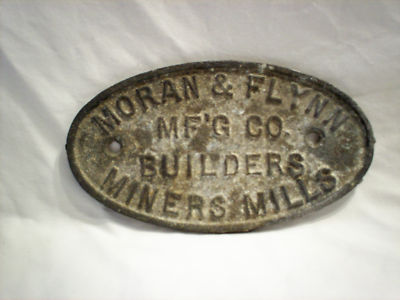 MORAN & FLYNN
MF'G CO.
BUILDERS
MINERS MILLS